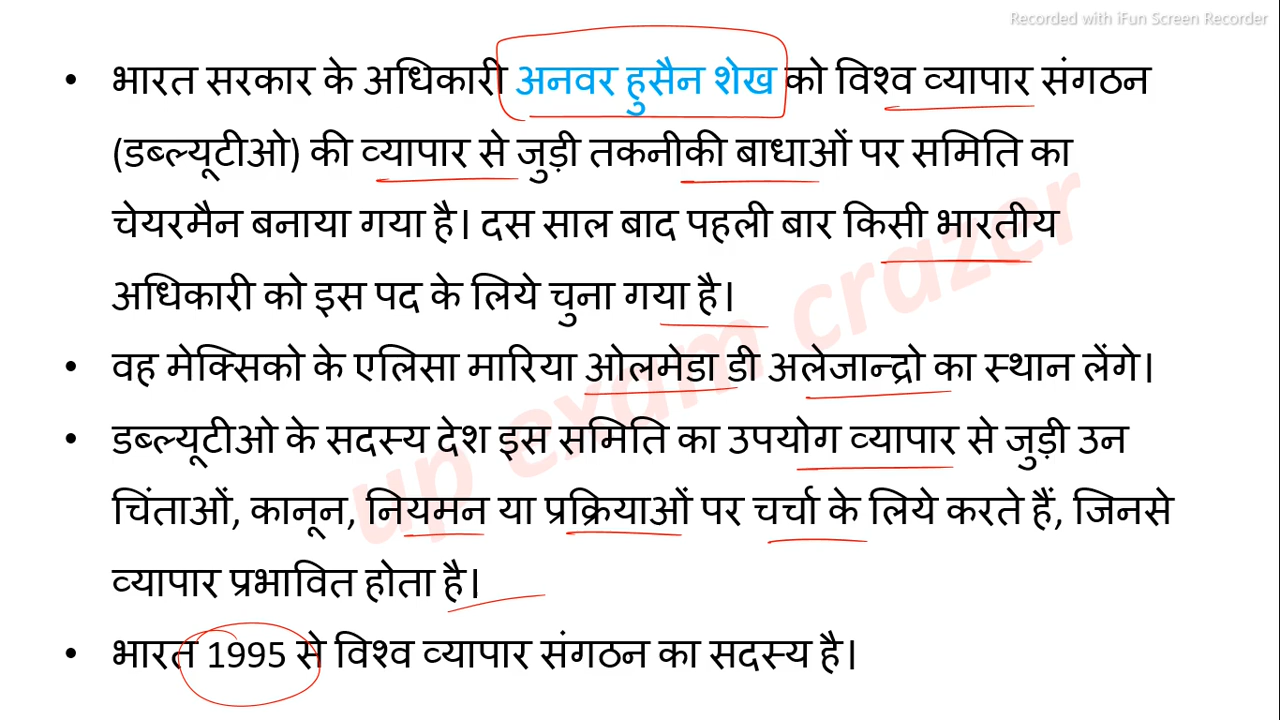 Recorded with iFun Screen Recorder
• भारत सरकार के अधिकारी अनवर हुसैन शेख को विश्व व्यापार संगठन
(डब्ल्यूटीओ) की व्यापार से जुड़ी तकनीकी बाधाओं पर समिति का
चेयरमैन बनाया गया है। दस साल बाद पहली बार किसी भारतीय
अधिकारी को इस पद के लिये चुना गया है।
• वह मेक्सिको के एलिसा मारिया ओलमेडा डी अलेजान्द्रो का स्थान लेंगे।
• डब्ल्यूटीओ के सदस्य देश इस समिति का उपयोग व्यापार से जुड़ी उन
चिंताओं, कानून, नियमन या प्रक्रियाओं पर चर्चा के लिये करते हैं, जिनसे
व्यापार प्रभावित होता है।
• भारत 1995 से विश्व व्यापार संगठन का सदस्य है।
up exam crazer